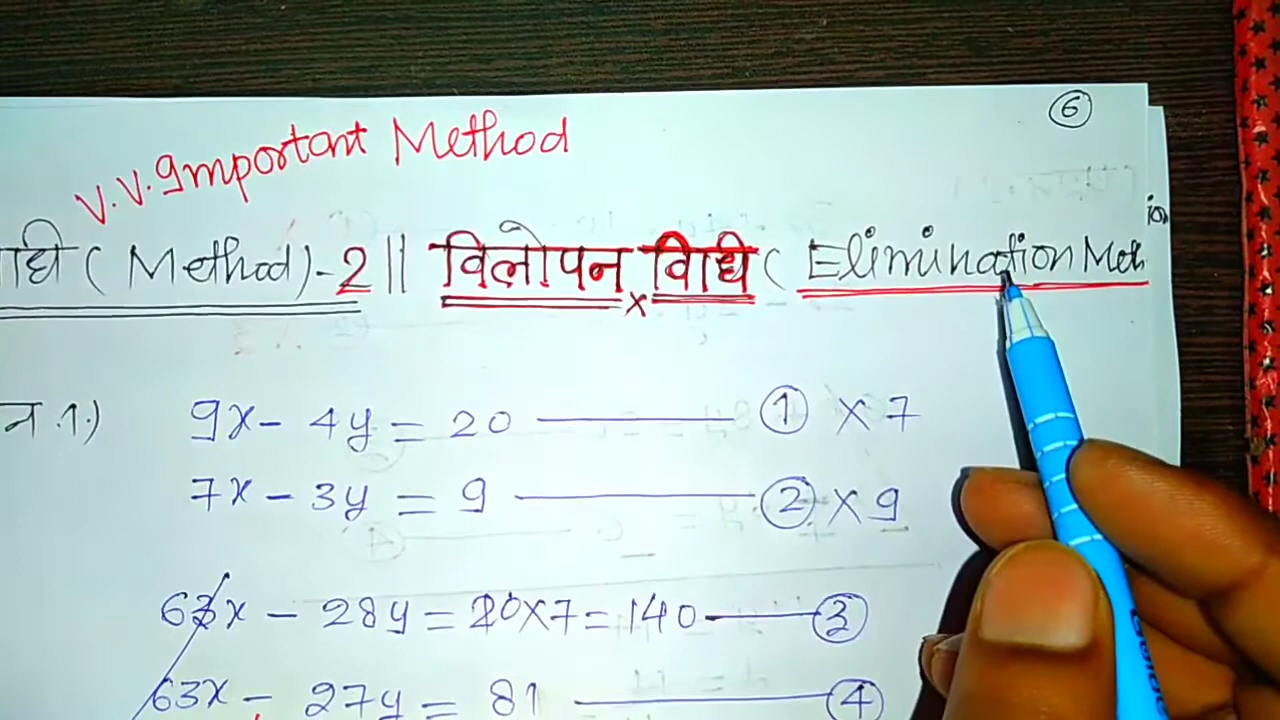 6
V.V. Important Method
(Method)-2 || विलोपन विधि ( Elimination Meth
न.1.)
9x - 4y = 20 ——— ① × 7
7x - 3y = 9 ——— ② × 9
63x - 28y = 20×7 = 140 ——— ③
63x - 27y = 81 ——— ④